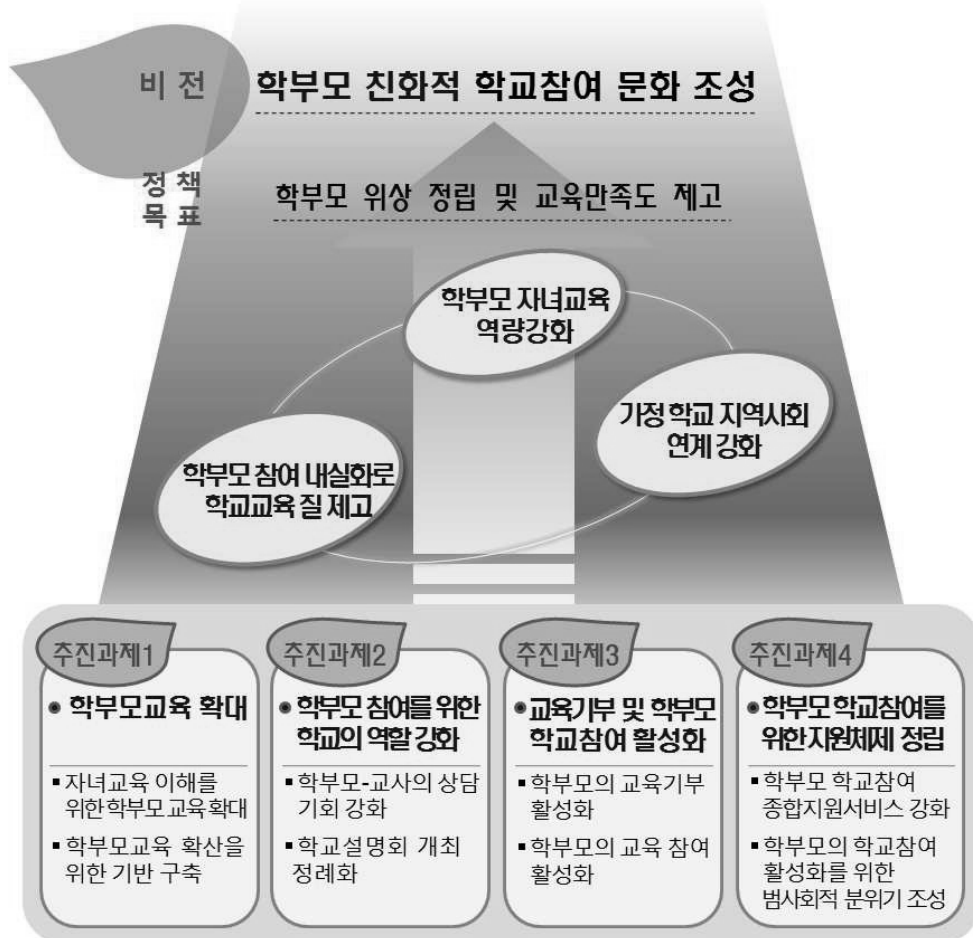 비 전 학부모 친화적 학교참여 문화 조성
정 책
목 표
학부모 위상 정립 및 교육만족도 제고
학부모 자녀교육
역량강화
가정 학교 지역사회
연계 강화
학부모 참여 내실화로
학교교육 질 제고
추진과제1
● 학부모교육 확대
▪ 자녀교육 이해를
위한 학부모 교육 확대
▪ 학부모교육 확산을
위한 기반 구축
추진과제2
● 학부모 참여를 위한
학교의 역할 강화
▪ 학부모-교사의 상담
기회 강화
▪ 학교설명회 개최
정례화
추진과제3
● 교육기부 및 학부모
학교참여 활성화
▪ 학부모의 교육기부
활성화
▪ 학부모의 교육 참여
활성화
추진과제4
● 학부모 학교참여를
위한 지원체제 정립
▪ 학부모 학교참여
종합지원서비스 강화
▪ 학부모의 학교참여
활성화를 위한
범사회적 분위기 조성